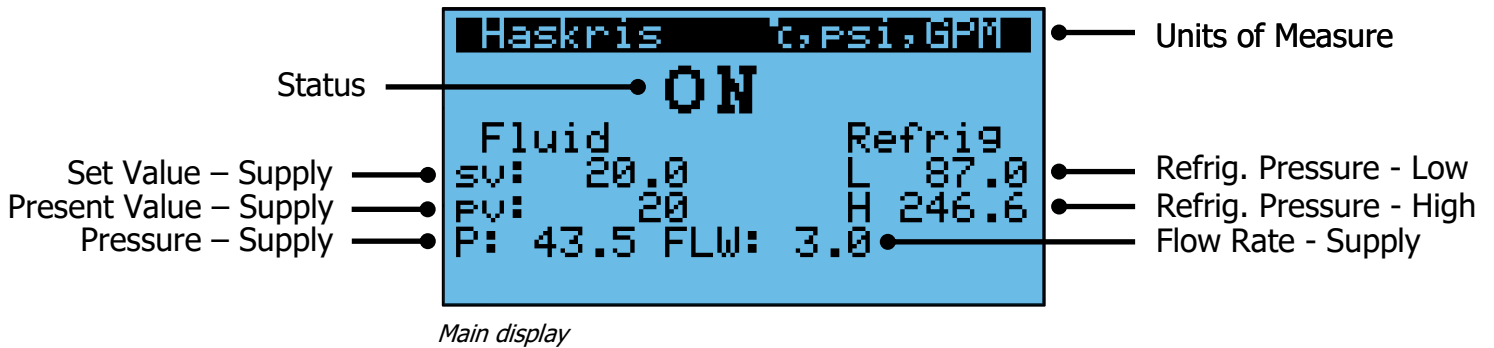 Haskris °c,psi,GPM Units of Measure
Status ON
Fluid Refrig
Set Value – Supply sv: 20.0 L 87.0 Refrig. Pressure - Low
Present Value – Supply pv: 20 H 246.6 Refrig. Pressure - High
Pressure – Supply P: 43.5 FLW: 3.0 Flow Rate - Supply
Main display